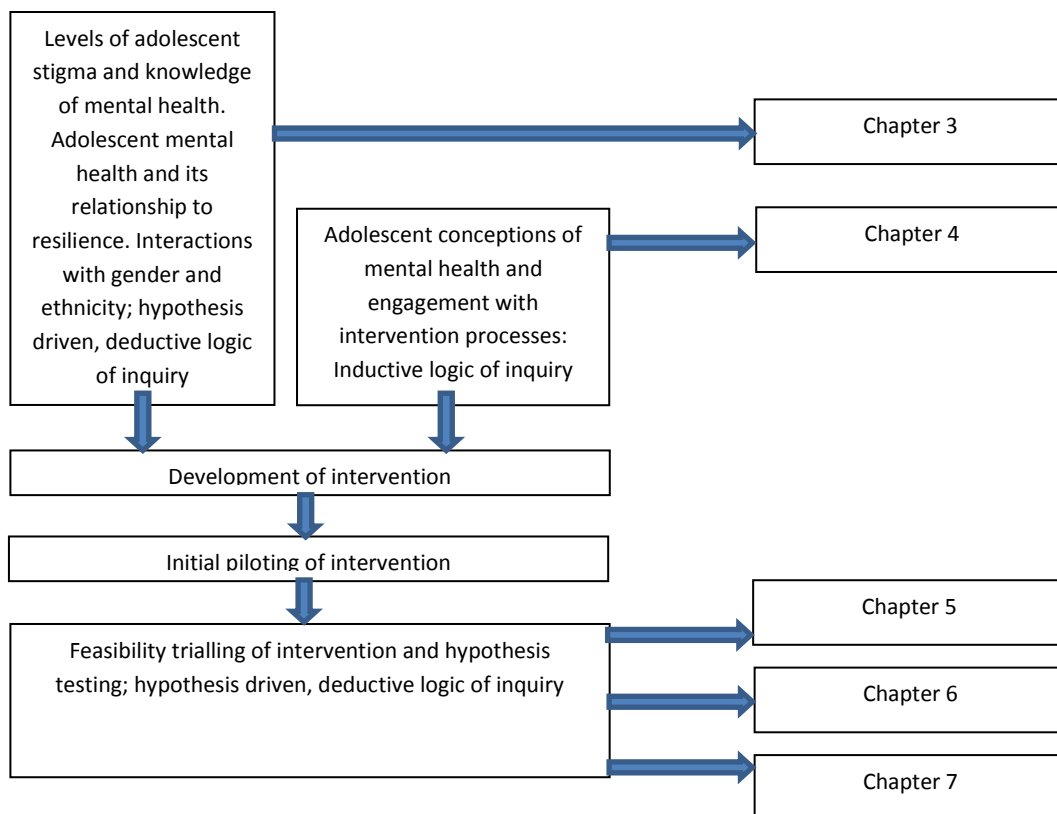 Levels of adolescent
stigma and knowledge
of mental health.
Adolescent mental
health and its
relationship to
resilience. Interactions
with gender and
ethnicity; hypothesis
driven, deductive logic
of inquiry
Chapter 3
Adolescent conceptions of
mental health and
engagement with
intervention processes:
Inductive logic of inquiry
Chapter 4
Development of intervention
Initial piloting of intervention
Feasibility trialling of intervention and hypothesis
testing; hypothesis driven, deductive logic of inquiry
Chapter 5
Chapter 6
Chapter 7